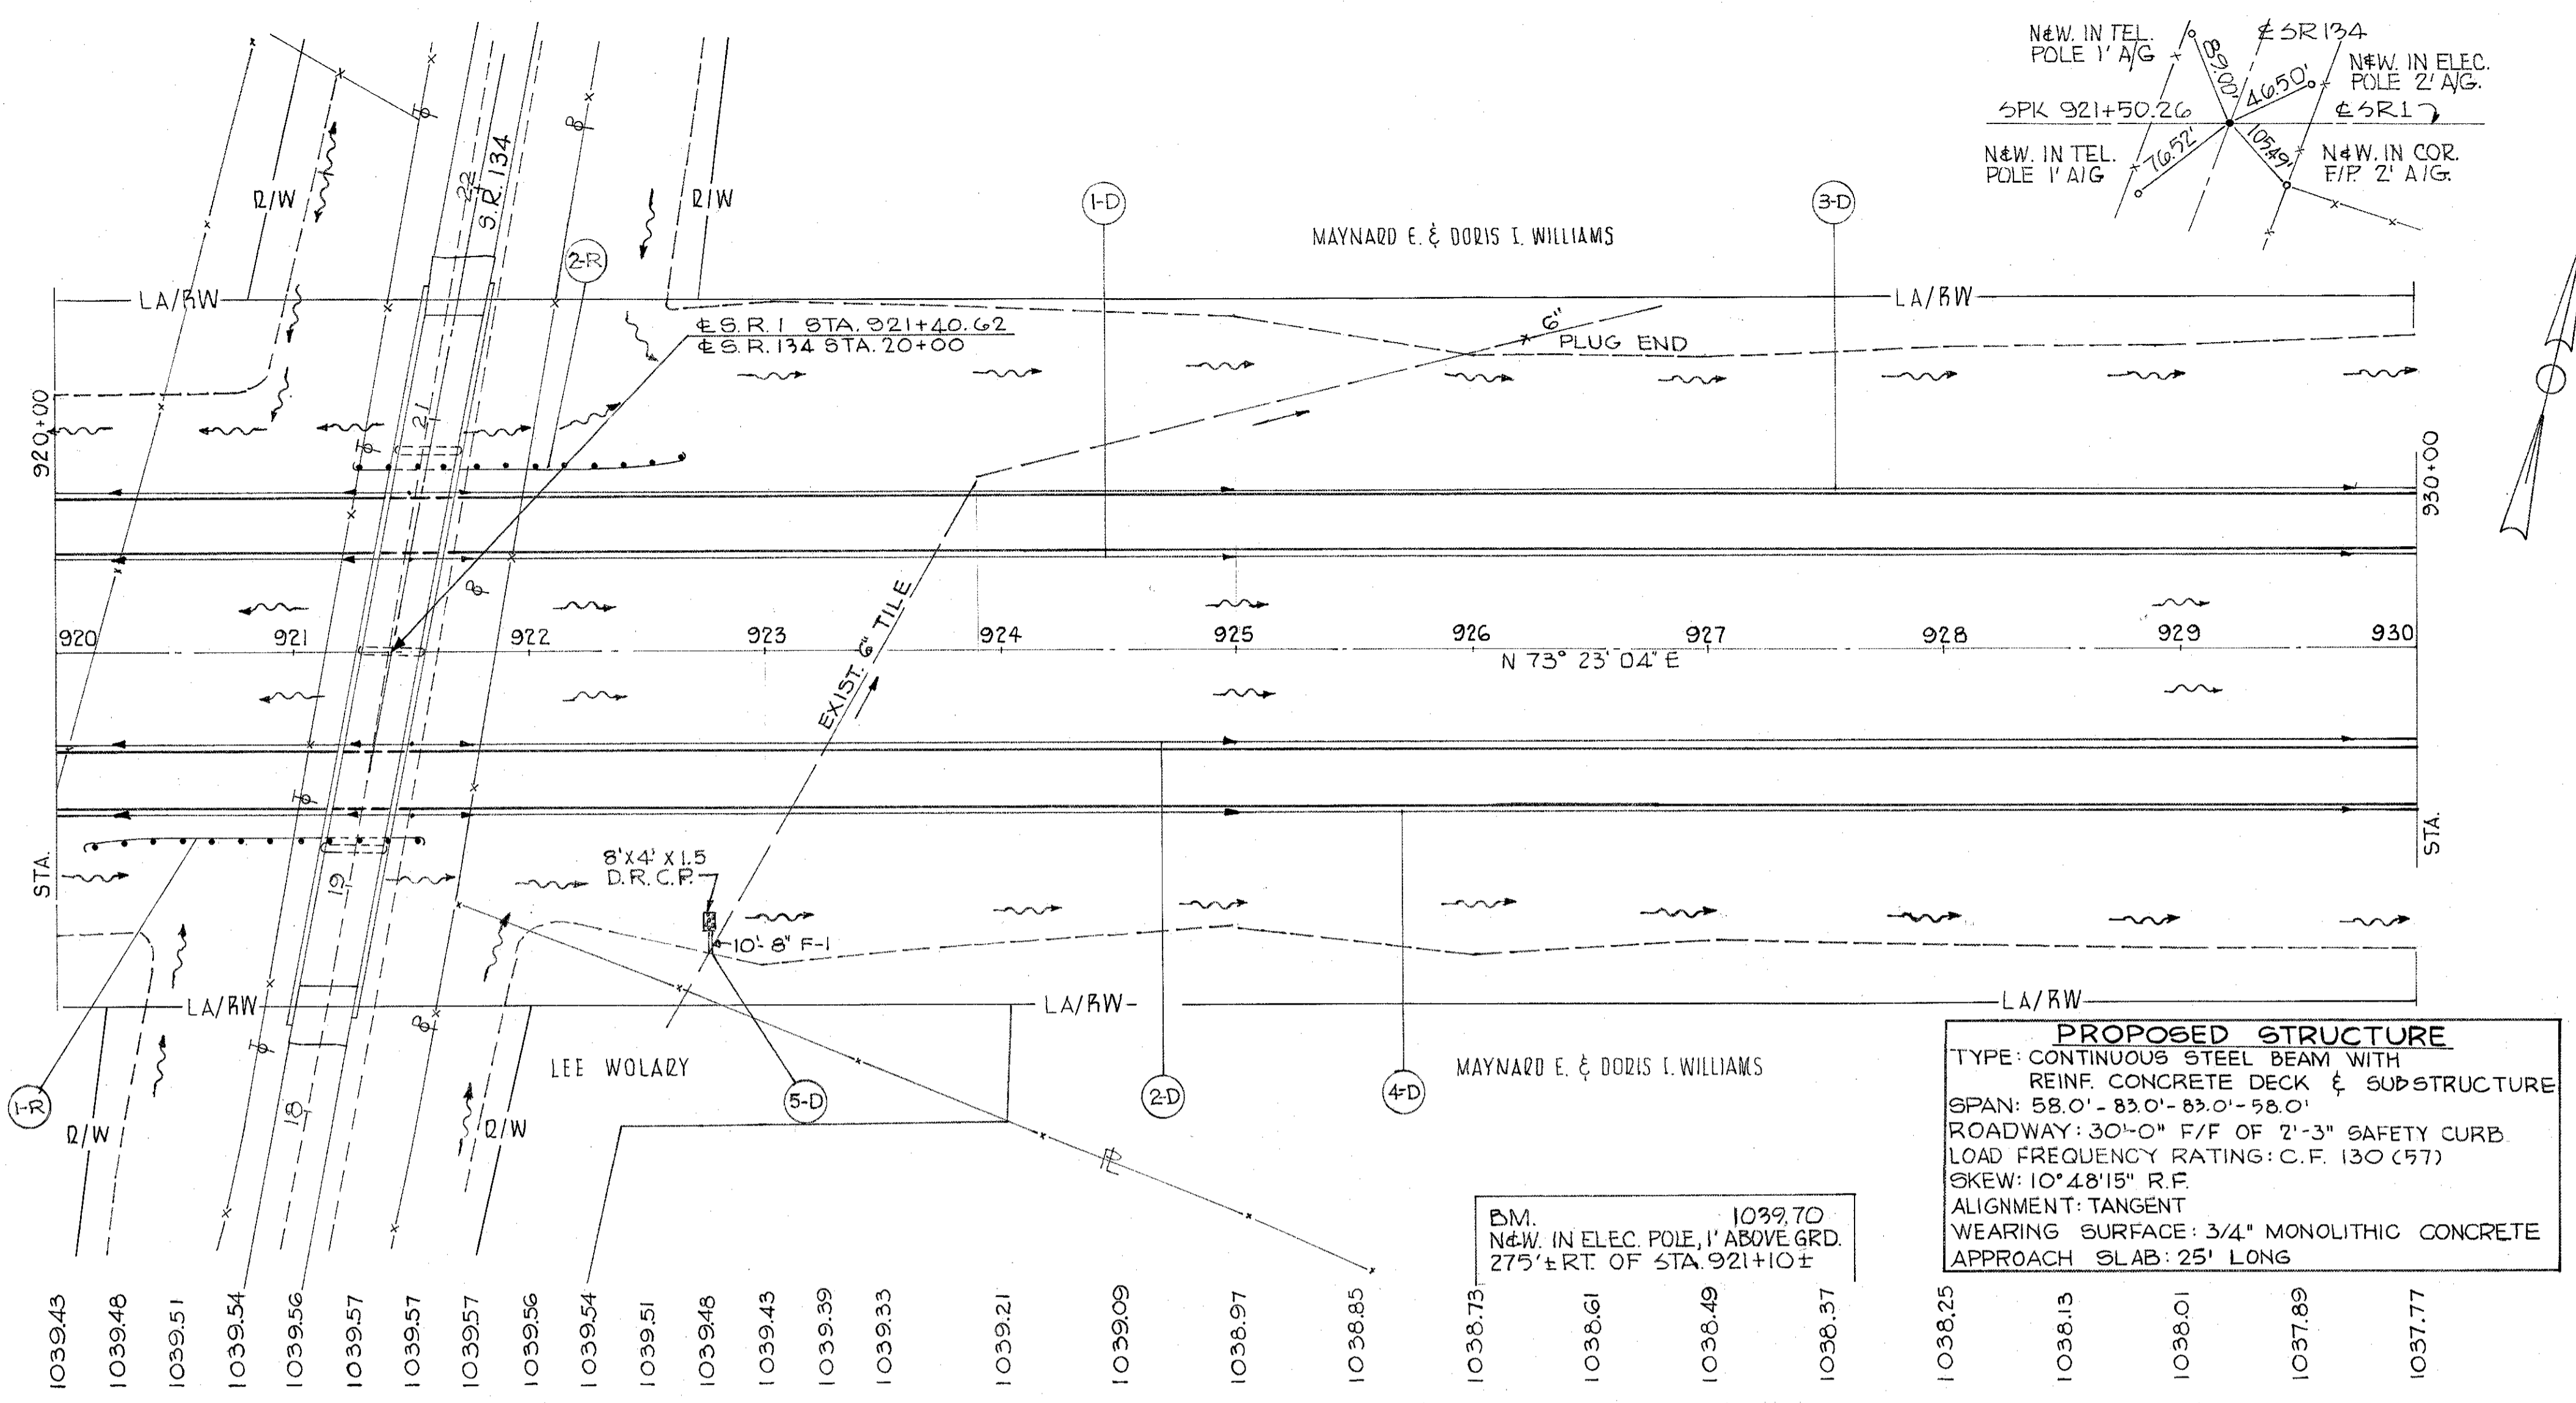 N&W. IN TEL.
POLE 1' A/G
89.00'
℄ SR134
46.50'
N&W. IN ELEC.
POLE 2' A/G.
SPK 921+50.26
℄ SR1
76.52'
105.49'
N&W. IN TEL.
POLE 1' A/G
N&W. IN COR.
F/P. 2' A/G.
R/W
22
S.R. 134
R/W
2-R
1-D
3-D
MAYNARD E. & DORIS I. WILLIAMS
LA/RW
LA/RW
℄ S.R. 1 STA. 921+40.62
℄ S.R. 134 STA. 20+00
6"
PLUG END
920+00
21
930+00
EXIST. 6" TILE
920 921 922 923 924 925 926 927 928 929 930
N 73° 23' 04" E
STA.
STA.
19
8'X4'X1.5
D.R.C.P.
10'-8" F-1
LA/RW
LA/RW
LA/RW
1-R
R/W
18
R/W
LEE WOLARY
5-D
2-D
4-D
MAYNARD E. & DORIS I. WILLIAMS
PL
BM. 1039.70
N&W. IN ELEC. POLE, 1' ABOVE GRD.
275'± RT. OF STA. 921+10±
PROPOSED STRUCTURE
TYPE: CONTINUOUS STEEL BEAM WITH
REINF. CONCRETE DECK & SUBSTRUCTURE
SPAN: 58.0'-83.0'-83.0'-58.0'
ROADWAY: 30'-0" F/F OF 2'-3" SAFETY CURB
LOAD FREQUENCY RATING: C.F. 130 (57)
SKEW: 10°48'15" R.F.
ALIGNMENT: TANGENT
WEARING SURFACE: 3/4" MONOLITHIC CONCRETE
APPROACH SLAB: 25' LONG
1039.43
1039.48
1039.51
1039.54
1039.56
1039.57
1039.57
1039.57
1039.56
1039.54
1039.51
1039.48
1039.43
1039.39
1039.33
1039.21
1039.09
1038.97
1038.85
1038.73
1038.61
1038.49
1038.37
1038.25
1038.13
1038.01
1037.89
1037.77